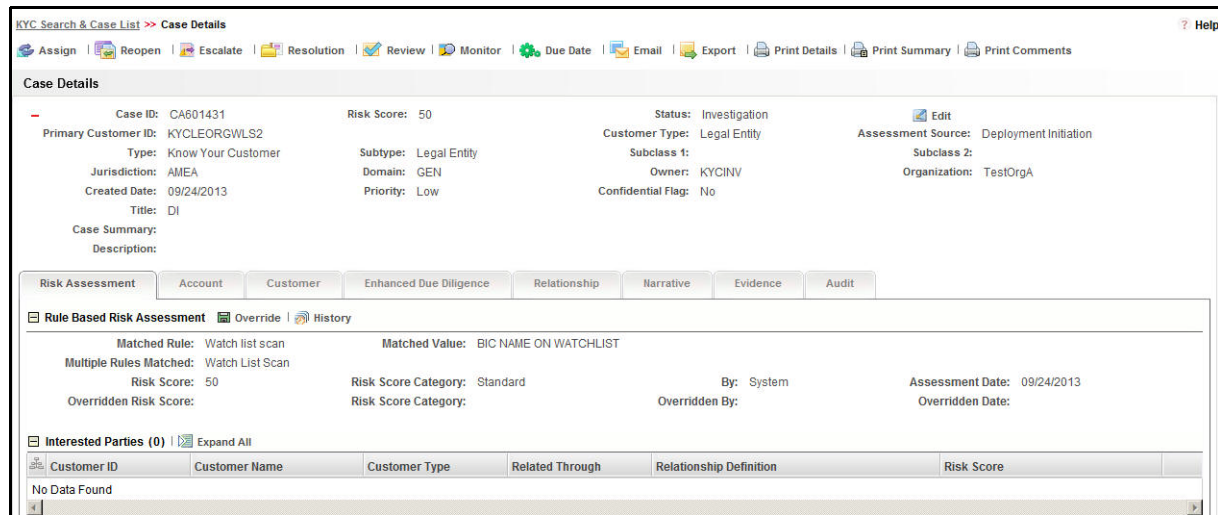 KYC Search & Case List >> Case Details ? Help
Assign | Reopen | Escalate | Resolution | Review | Monitor | Due Date | Email | Export | Print Details | Print Summary | Print Comments
Case Details
Case ID: CA601431 Risk Score: 50 Status: Investigation Edit
Primary Customer ID: KYCLEORGWLS2 Customer Type: Legal Entity Assessment Source: Deployment Initiation
Type: Know Your Customer Subtype: Legal Entity Subclass 1: Subclass 2:
Jurisdiction: AMEA Domain: GEN Owner: KYCINV Organization: TestOrgA
Created Date: 09/24/2013 Priority: Low Confidential Flag: No
Title: DI
Case Summary:
Description:
Risk Assessment Account Customer Enhanced Due Diligence Relationship Narrative Evidence Audit
Rule Based Risk Assessment Override | History
Matched Rule: Watch list scan Matched Value: BIC NAME ON WATCHLIST
Multiple Rules Matched: Watch List Scan
Risk Score: 50 Risk Score Category: Standard By: System Assessment Date: 09/24/2013
Overridden Risk Score: Risk Score Category: Overridden By: Overridden Date:
Interested Parties (0) | Expand All
Customer ID Customer Name Customer Type Related Through Relationship Definition Risk Score
No Data Found